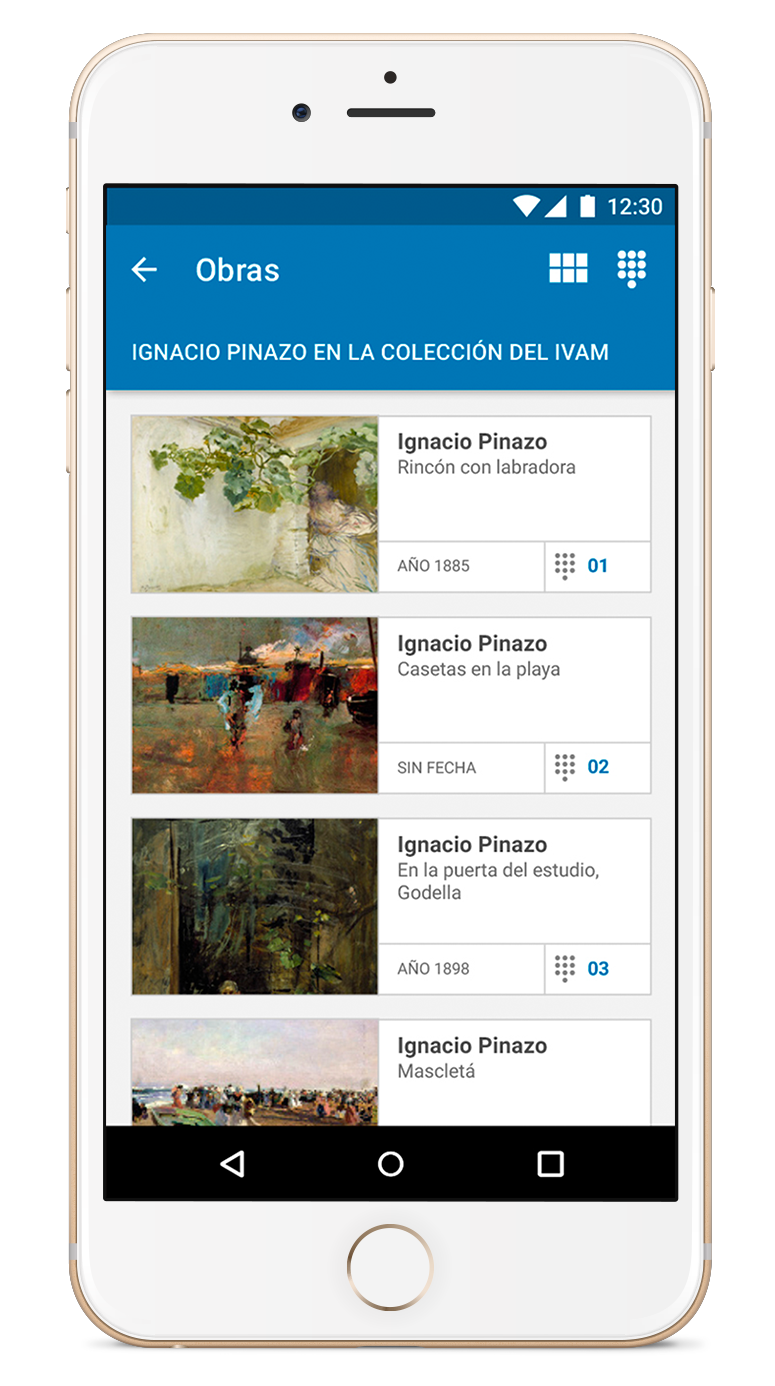 12:30
Obras
IGNACIO PINAZO EN LA COLECCIÓN DEL IVAM
Ignacio Pinazo
Rincón con labradora
AÑO 1885
01
Ignacio Pinazo
Casetas en la playa
SIN FECHA
02
Ignacio Pinazo
En la puerta del estudio,
Godella
AÑO 1898
03
Ignacio Pinazo
Mascletá